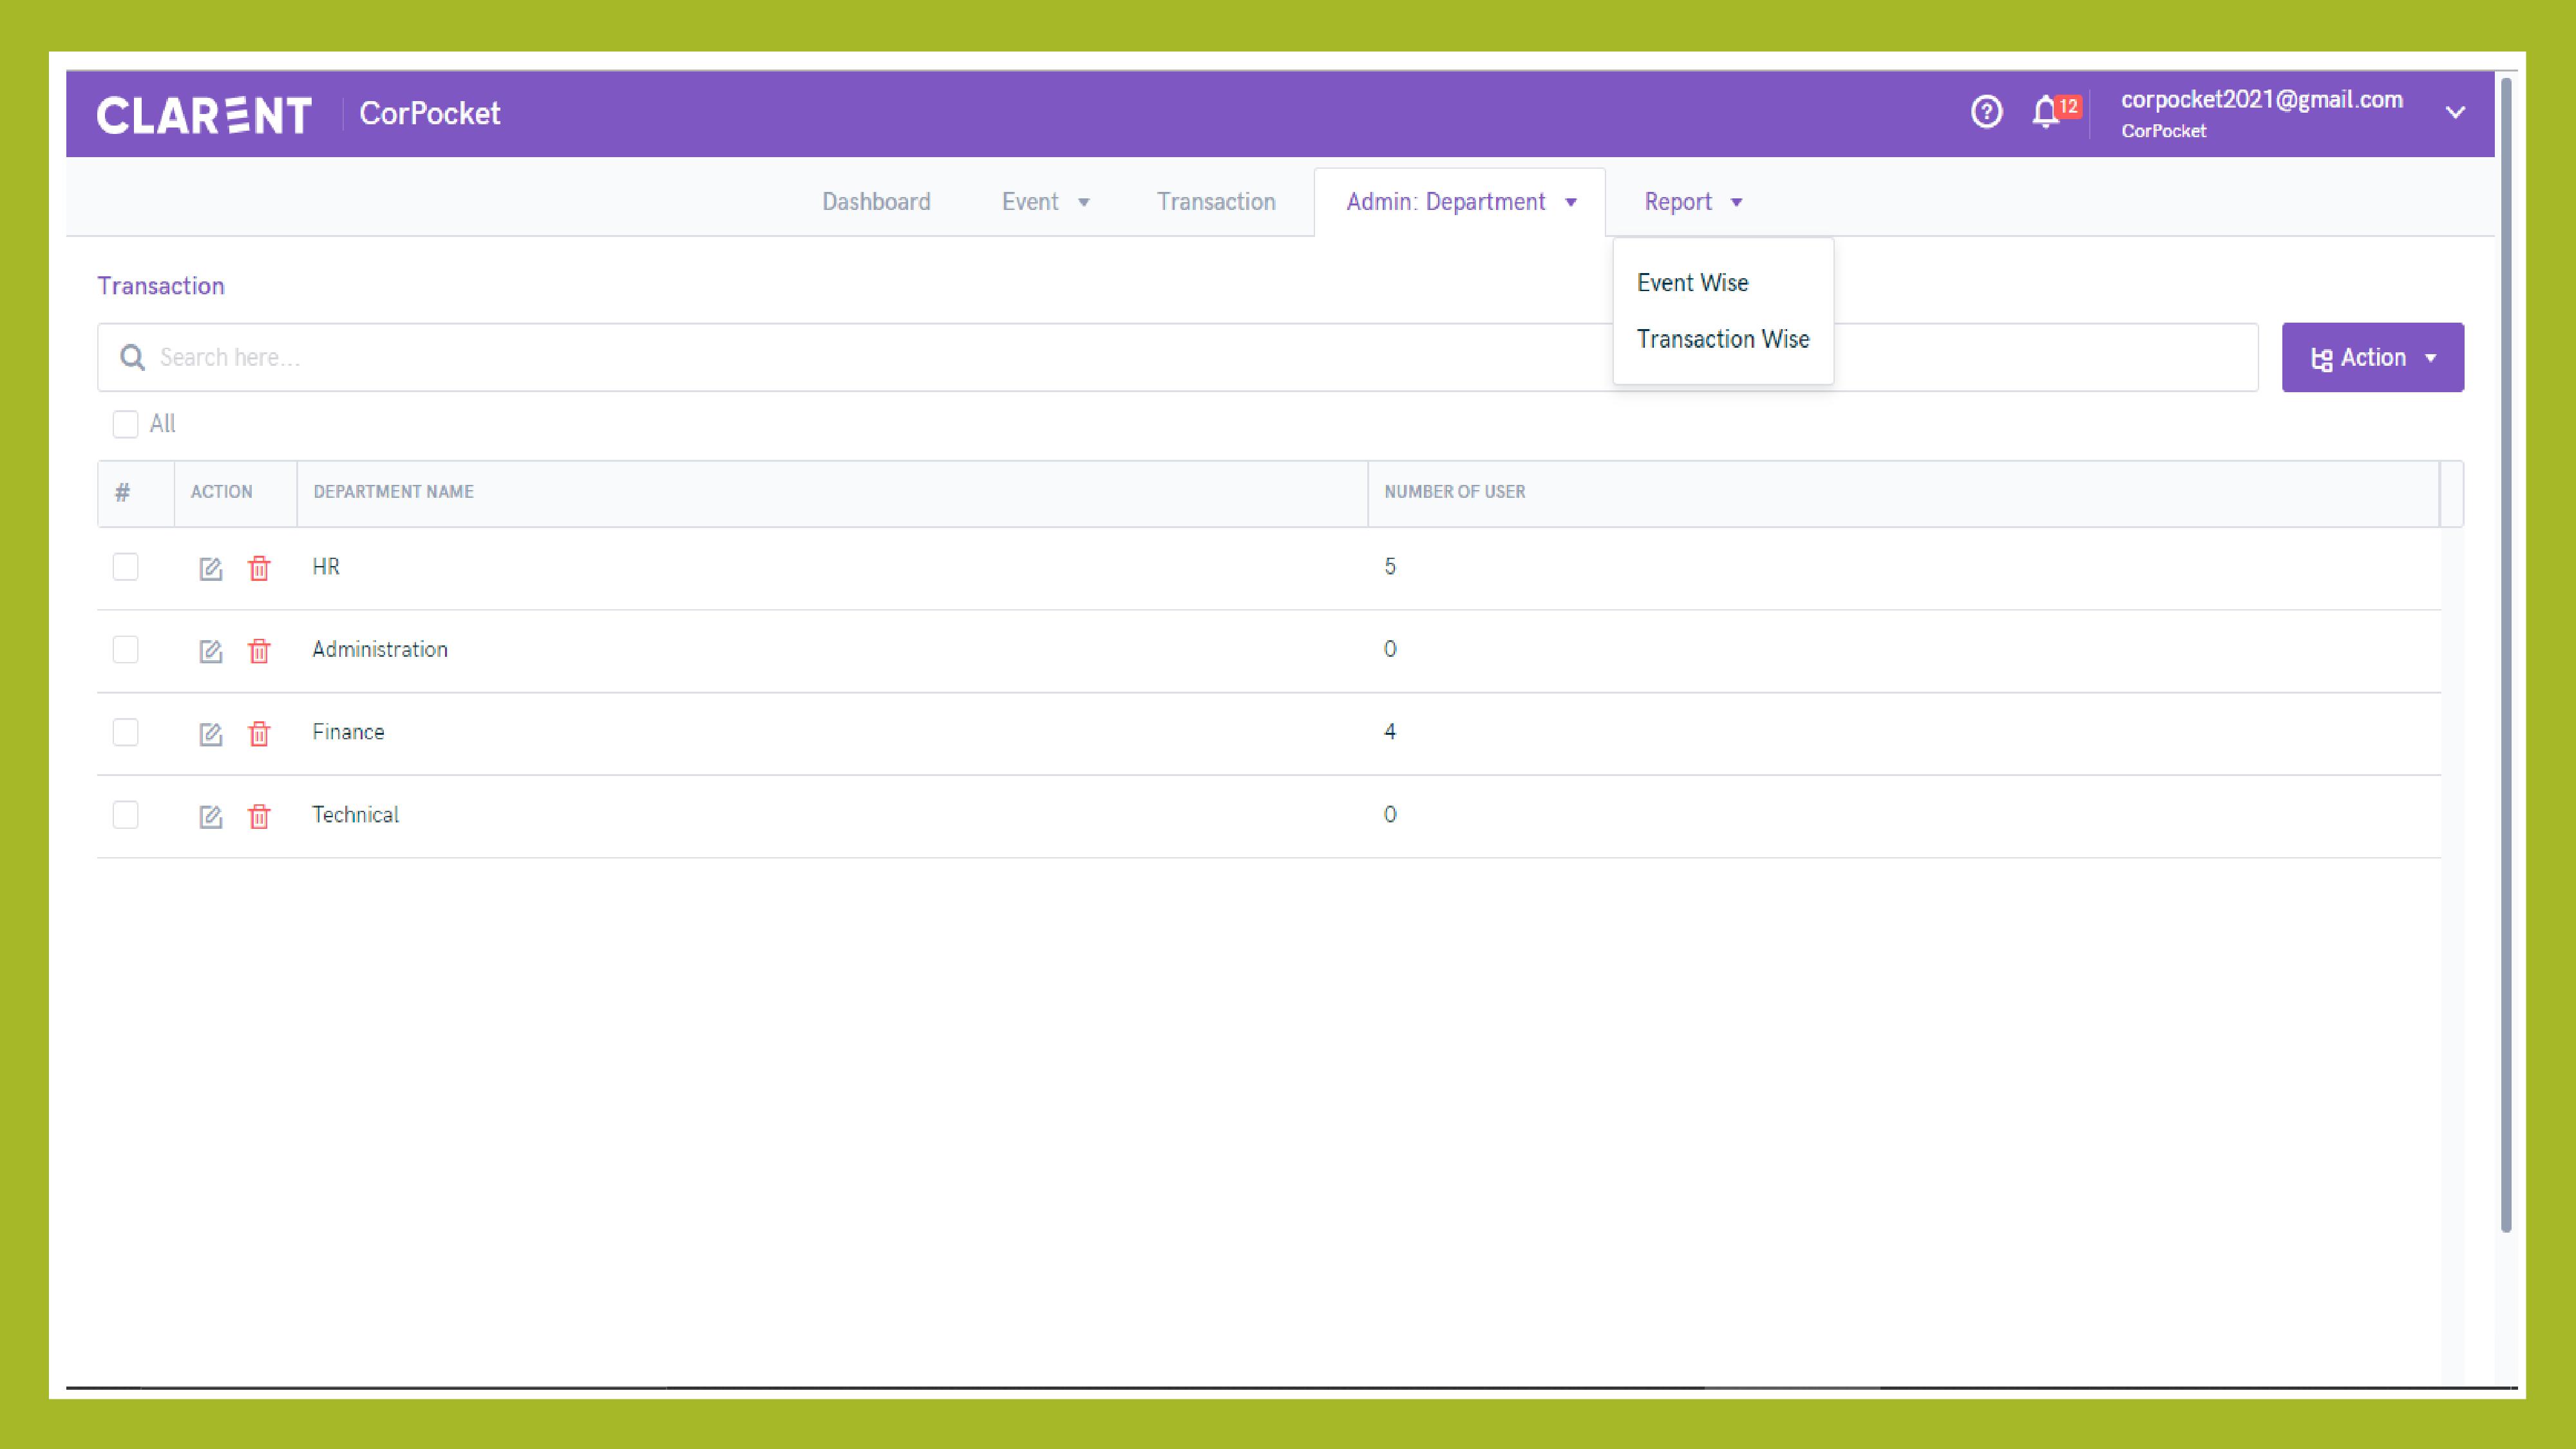 CLARENT CorPocket
? 12 corpocket2021@gmail.com
CorPocket
Dashboard Event Transaction Admin: Department Report
Event Wise
Transaction Wise
Transaction
Search here...
Action
All
# ACTION DEPARTMENT NAME NUMBER OF USER
HR 5
Administration 0
Finance 4
Technical 0